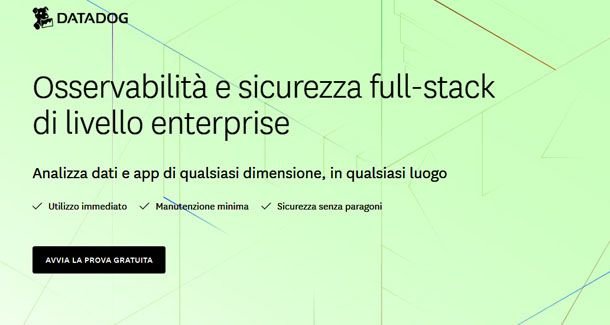 DATADOG
Osservabilità e sicurezza full-stack
di livello enterprise
Analizza dati e app di qualsiasi dimensione, in qualsiasi luogo
Utilizzo immediato Manutenzione minima Sicurezza senza paragoni
AVVIA LA PROVA GRATUITA